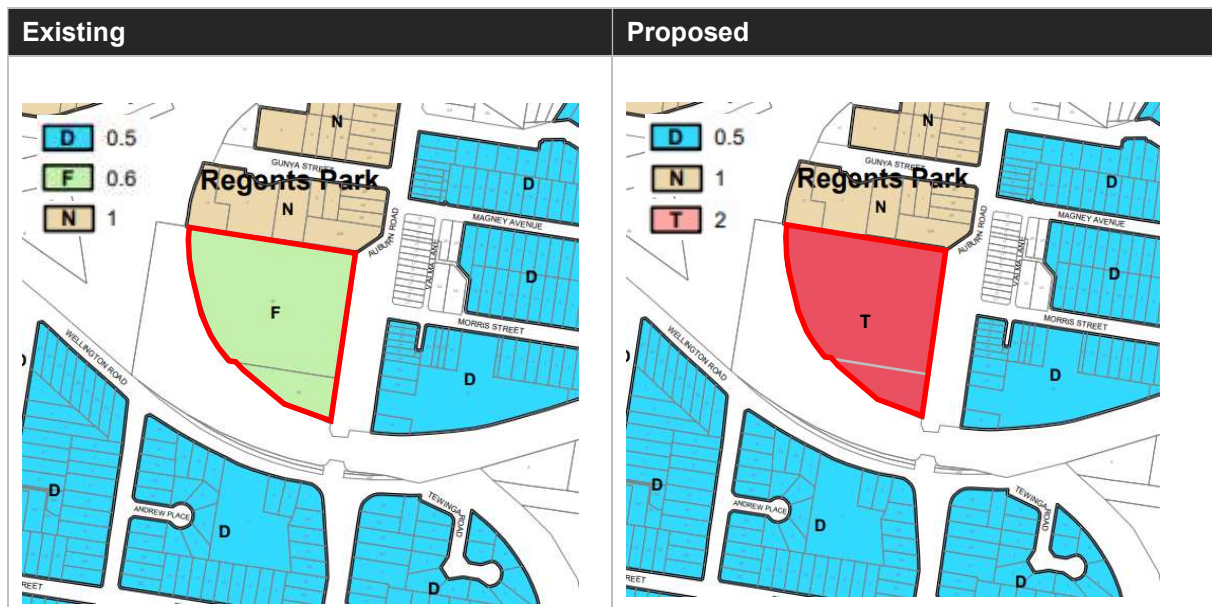 Existing
Proposed
D 0.5
F 0.6
N 1
N
GUNYA STREET
Regents Park
N
D
AUBURN ROAD
MAGNEY AVENUE
VALMA LANE
D
F
MORRIS STREET
WELLINGTON ROAD
D
D
ANDREW PLACE
D
TEWINGA ROAD
STREET
D
D 0.5
N 1
T 2
N
GUNYA STREET
Regents Park
N
D
AUBURN ROAD
MAGNEY AVENUE
VALMA LANE
D
T
MORRIS STREET
WELLINGTON ROAD
D
D
ANDREW PLACE
D
TEWINGA ROAD
REET
D